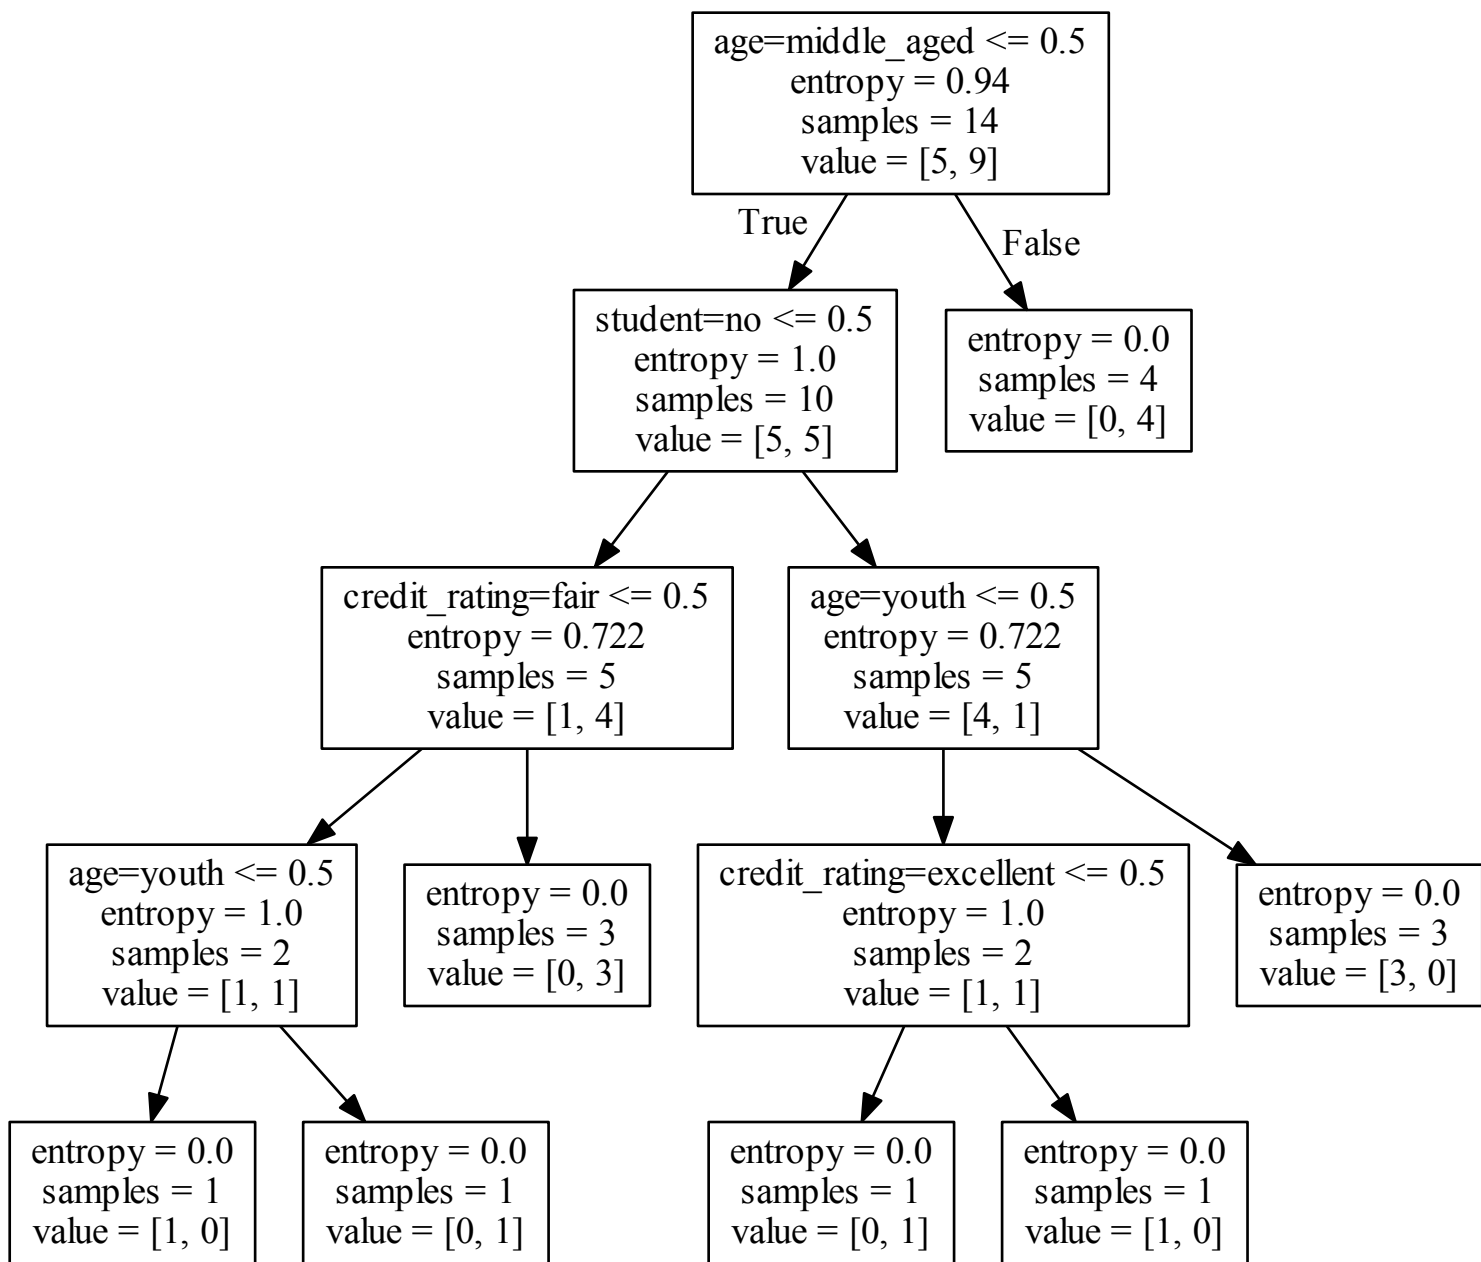 age=middle_aged <= 0.5
entropy = 0.94
samples = 14
value = [5, 9]
True
False
student=no <= 0.5
entropy = 1.0
samples = 10
value = [5, 5]
entropy = 0.0
samples = 4
value = [0, 4]
credit_rating=fair <= 0.5
entropy = 0.722
samples = 5
value = [1, 4]
age=youth <= 0.5
entropy = 0.722
samples = 5
value = [4, 1]
age=youth <= 0.5
entropy = 1.0
samples = 2
value = [1, 1]
entropy = 0.0
samples = 3
value = [0, 3]
credit_rating=excellent <= 0.5
entropy = 1.0
samples = 2
value = [1, 1]
entropy = 0.0
samples = 3
value = [3, 0]
entropy = 0.0
samples = 1
value = [1, 0]
entropy = 0.0
samples = 1
value = [0, 1]
entropy = 0.0
samples = 1
value = [0, 1]
entropy = 0.0
samples = 1
value = [1, 0]